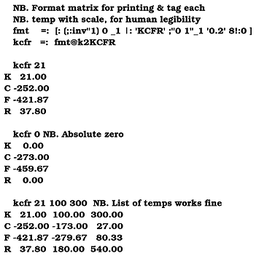 NB. Format matrix for printing & tag each
NB. temp with scale, for human legibility
fmt =: [: (;:inv"1) 0 _1 |: 'KCFR' ;"0 1"_1 '0.2' 8!:0 ]
kcfr =: fmt@k2KCFR
kcfr 21
K 21.00
C -252.00
F -421.87
R 37.80
kcfr 0 NB. Absolute zero
K 0.00
C -273.00
F -459.67
R 0.00
kcfr 21 100 300 NB. List of temps works fine
K 21.00 100.00 300.00
C -252.00 -173.00 27.00
F -421.87 -279.67 80.33
R 37.80 180.00 540.00